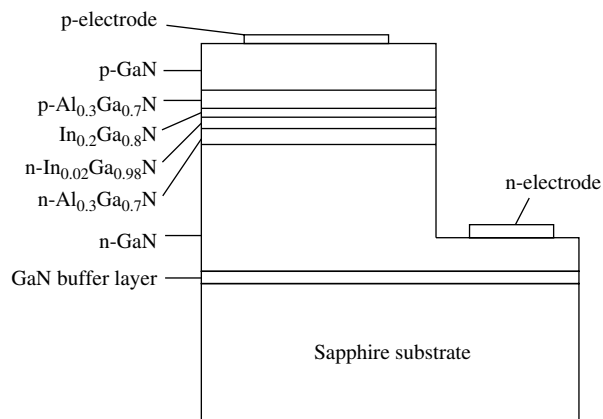 p-electrode
p-GaN
p-Al₀.₃Ga₀.₇N
In₀.₂Ga₀.₈N
n-In₀.₀₂Ga₀.₉₈N
n-Al₀.₃Ga₀.₇N
n-electrode
n-GaN
GaN buffer layer
Sapphire substrate